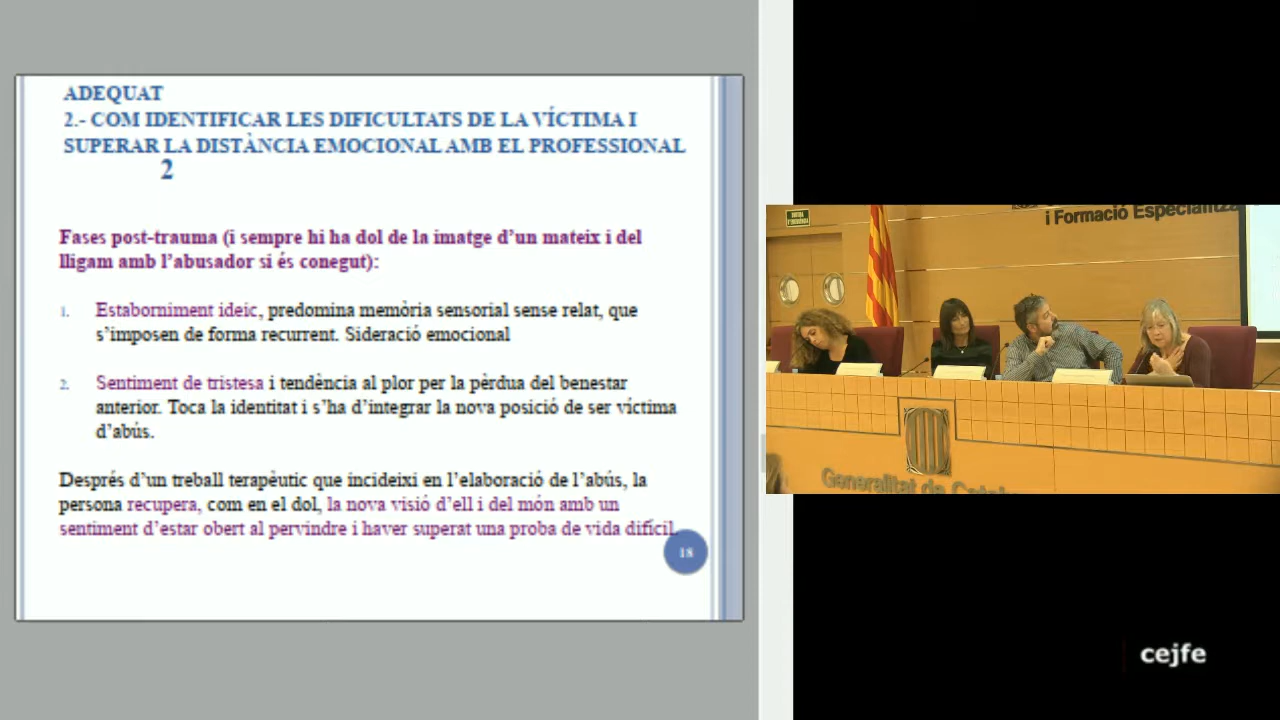 ADEQUAT
2.- COM IDENTIFICAR LES DIFICULTATS DE LA VÍCTIMA I
SUPERAR LA DISTÀNCIA EMOCIONAL AMB EL PROFESSIONAL
2
Fases post-trauma (i sempre hi ha dol de la imatge d’un mateix i del
lligam amb l’abusador si és conegut):
1. Estaborniment ideic, predomina memòria sensorial sense relat, que
s’imposen de forma recurrent. Sideració emocional
2. Sentiment de tristesa i tendència al plor per la pèrdua del benestar
anterior. Toca la identitat i s’ha d’integrar la nova posició de ser víctima
d’abús.
Després d’un treball terapèutic que incideixi en l’elaboració de l’abús, la
persona recupera, com en el dol, la nova visió d’ell i del món amb un
sentiment d’estar obert al pervindre i haver superat una proba de vida difícil.
18
i Formació Especialitza
Generalitat de Catalun
cejfe